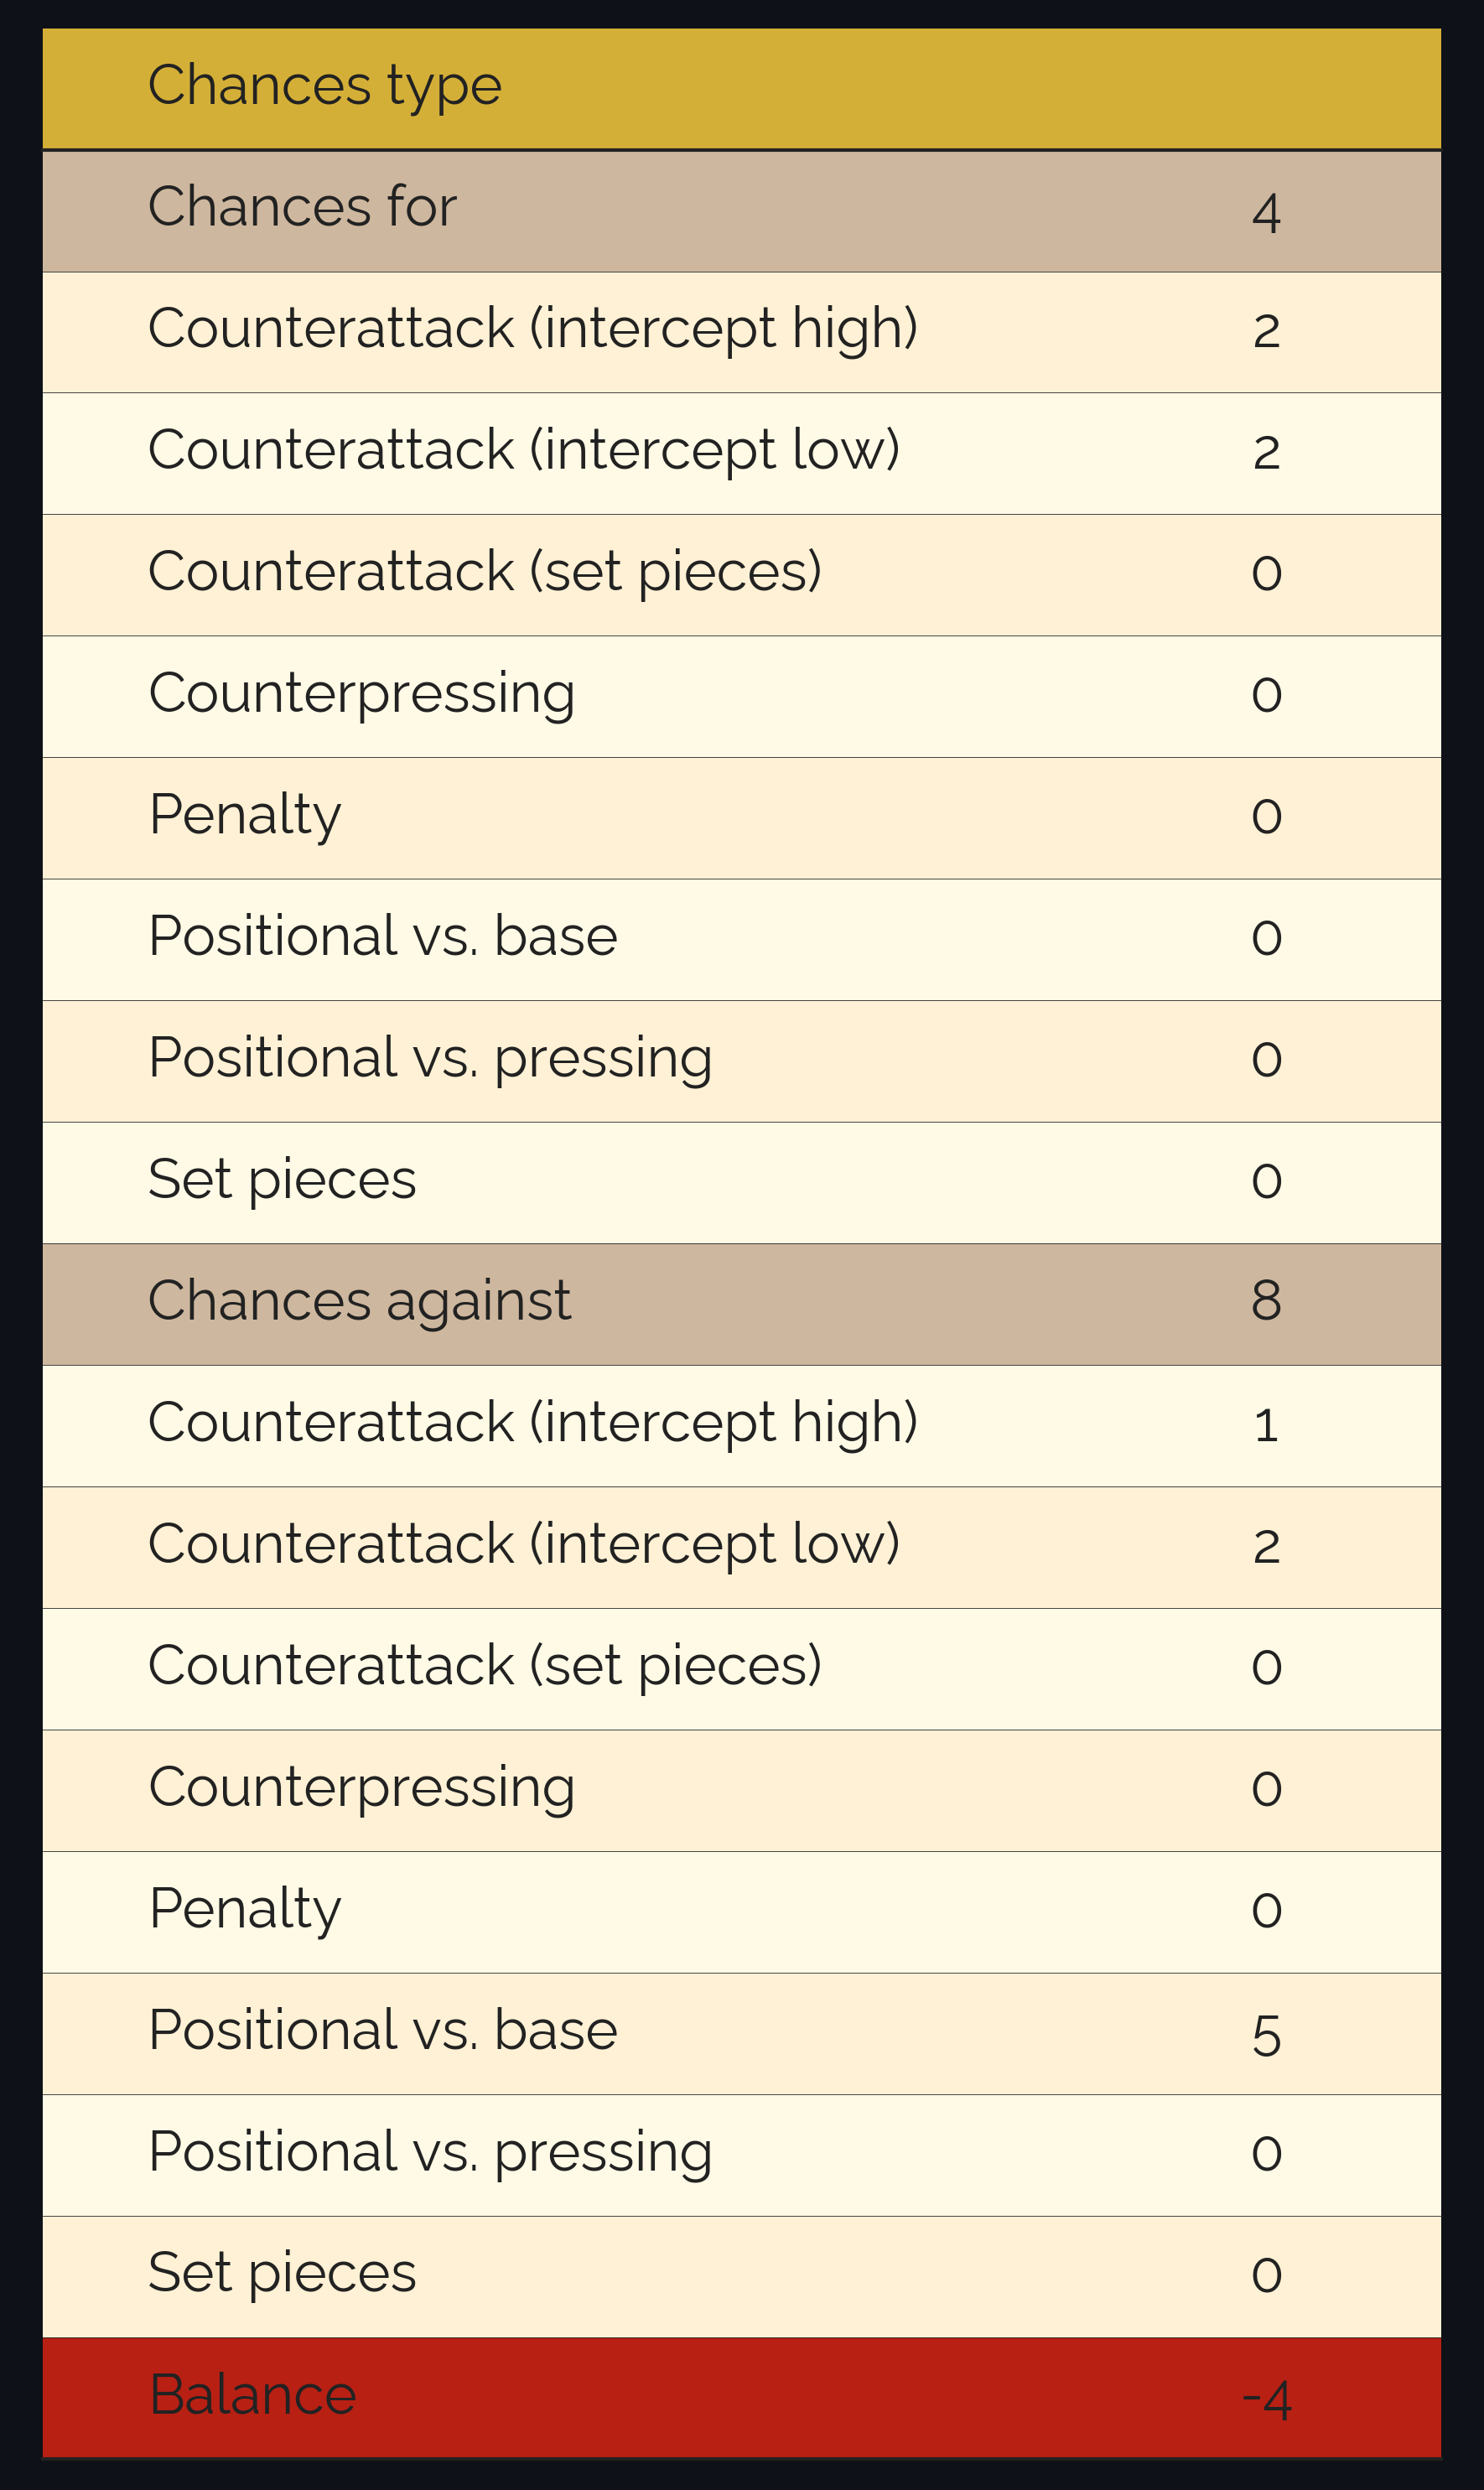 Chances type
Chances for 4
Counterattack (intercept high) 2
Counterattack (intercept low) 2
Counterattack (set pieces) 0
Counterpressing 0
Penalty 0
Positional vs. base 0
Positional vs. pressing 0
Set pieces 0
Chances against 8
Counterattack (intercept high) 1
Counterattack (intercept low) 2
Counterattack (set pieces) 0
Counterpressing 0
Penalty 0
Positional vs. base 5
Positional vs. pressing 0
Set pieces 0
Balance -4